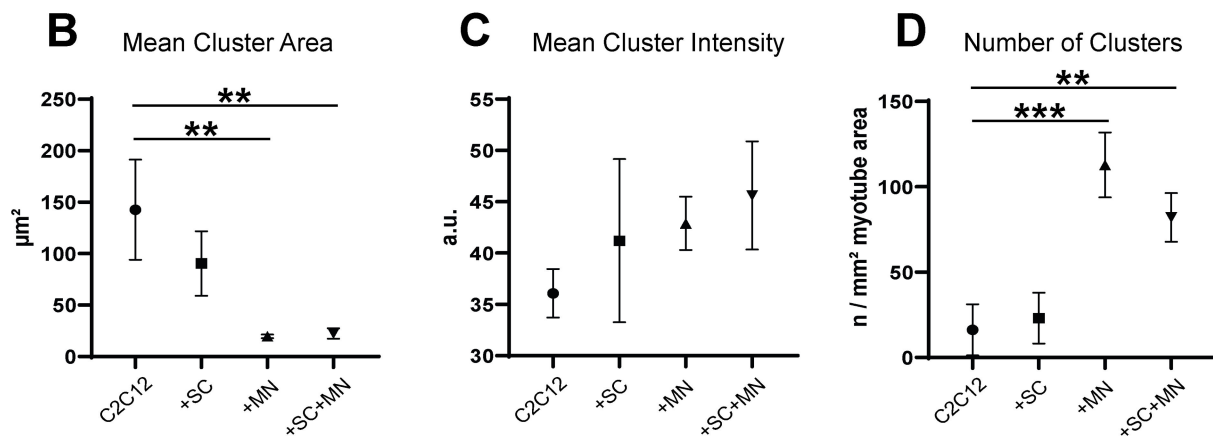 B Mean Cluster Area
**
**
250
200
150
100
50
0
µm²
C2C12
+SC
+MN
+SC+MN
C Mean Cluster Intensity
55
50
45
40
35
30
a.u.
C2C12
+SC
+MN
+SC+MN
D Number of Clusters
**
***
150
100
50
0
n / mm² myotube area
C2C12
+SC
+MN
+SC+MN